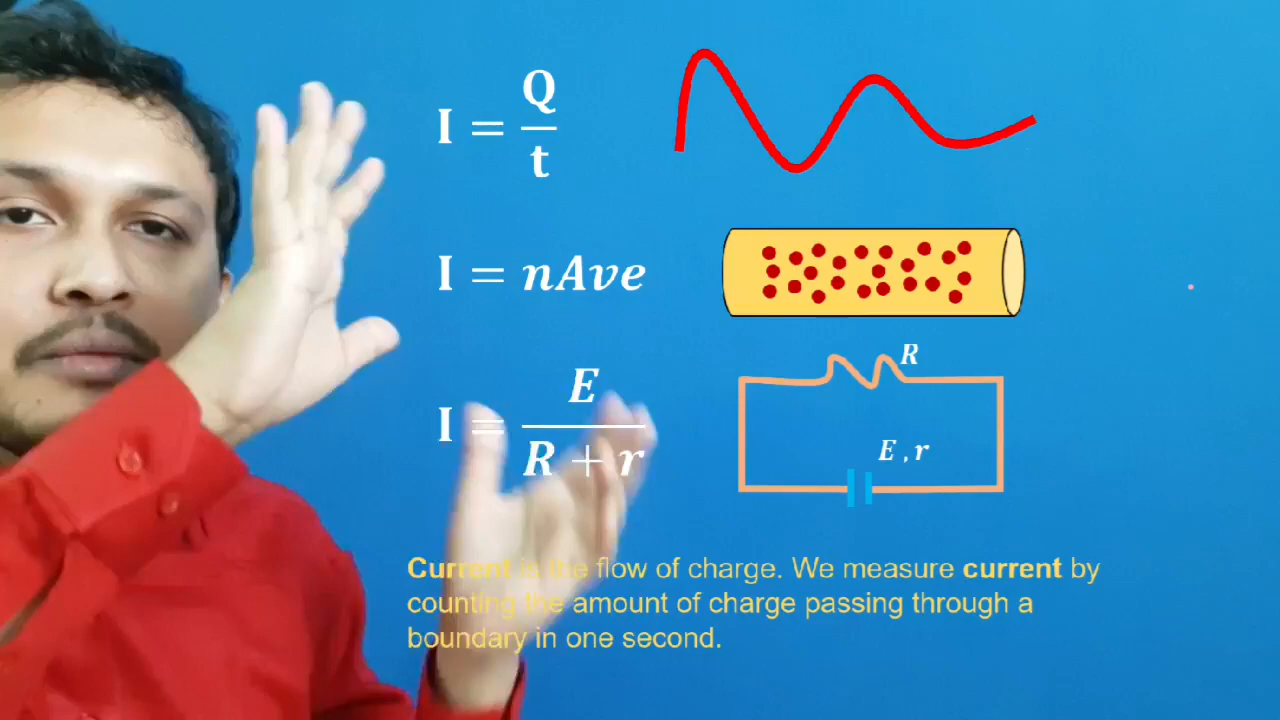 I = Q/t
I = nAve
R
I = E/(R + r)
E , r
Current is the flow of charge. We measure current by
counting the amount of charge passing through a
boundary in one second.